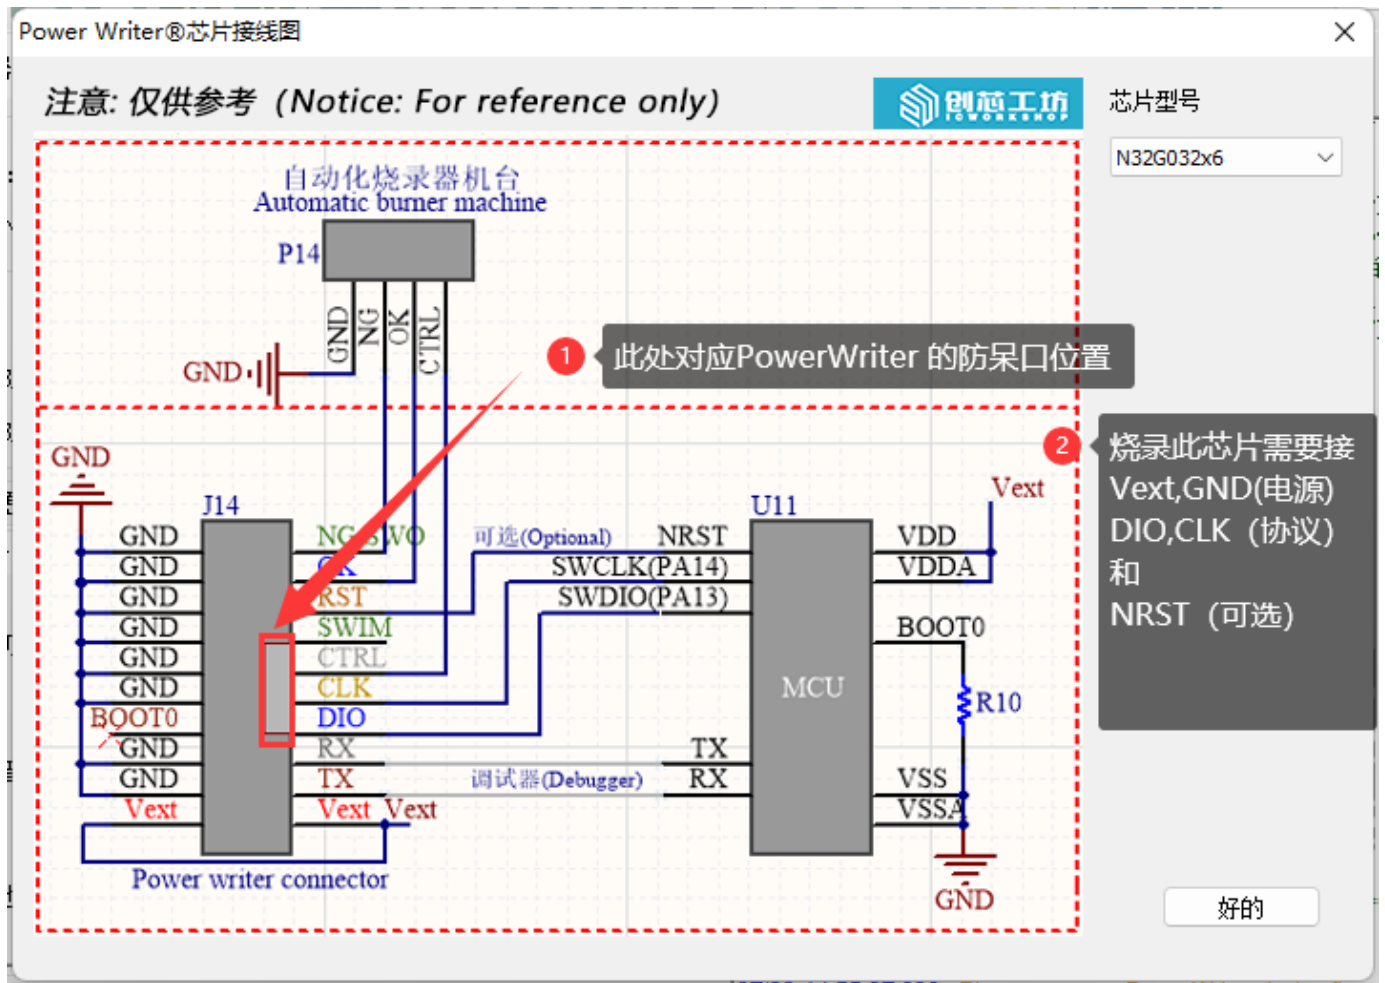 Power Writer®芯片接线图
注意: 仅供参考（Notice: For reference only）
创芯工坊
ICWORKSHOP
芯片型号
N32G032x6
自动化烧录器机台
Automatic burner machine
P14
GND
NG
OK
CTRL
GND
1
此处对应PowerWriter 的防呆口位置
2
烧录此芯片需要接
Vext,GND(电源)
DIO,CLK（协议）
和
NRST（可选）
GND
J14
GND
GND
GND
GND
GND
GND
BOOT0
GND
GND
Vext
NG/SWO
OK
RST
SWIM
CTRL
CLK
DIO
RX
TX
Vext
Vext
Power writer connector
可选(Optional)
调试器(Debugger)
U11
NRST
SWCLK(PA14)
SWDIO(PA13)
TX
RX
MCU
Vext
VDD
VDDA
BOOT0
R10
VSS
VSSA
GND
好的